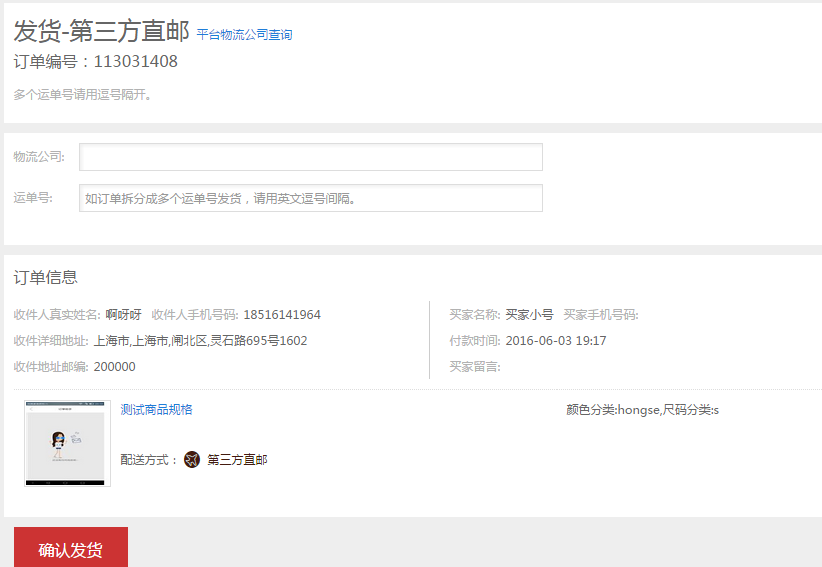 发货-第三方直邮 平台物流公司查询
订单编号：113031408
多个运单号请用逗号隔开。
物流公司:
运单号: 如订单拆分成多个运单号发货，请用英文逗号间隔。
订单信息
收件人真实姓名: 啊呀呀 收件人手机号码: 18516141964
收件详细地址: 上海市,上海市,闸北区,灵石路695号1602
收件地址邮编: 200000
买家名称: 买家小号 买家手机号码:
付款时间: 2016-06-03 19:17
买家留言:
测试商品规格 颜色分类:hongse,尺码分类:s
配送方式： 第三方直邮
确认发货